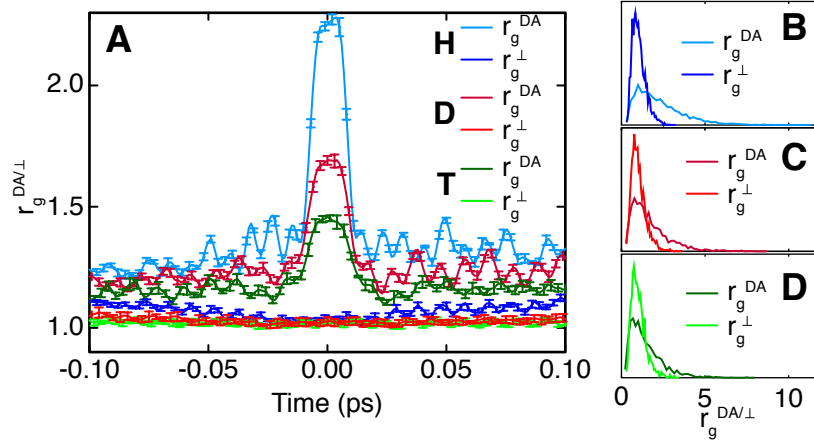 A
H
r_g^DA
r_g^⊥
D
r_g^DA
r_g^⊥
T
r_g^DA
r_g^⊥
2.0
1.5
1.0
r_g^DA/⊥
-0.10 -0.05 0.00 0.05 0.10
Time (ps)
B
r_g^DA
r_g^⊥
C
r_g^DA
r_g^⊥
D
r_g^DA
r_g^⊥
0 5 10
r_g^DA/⊥